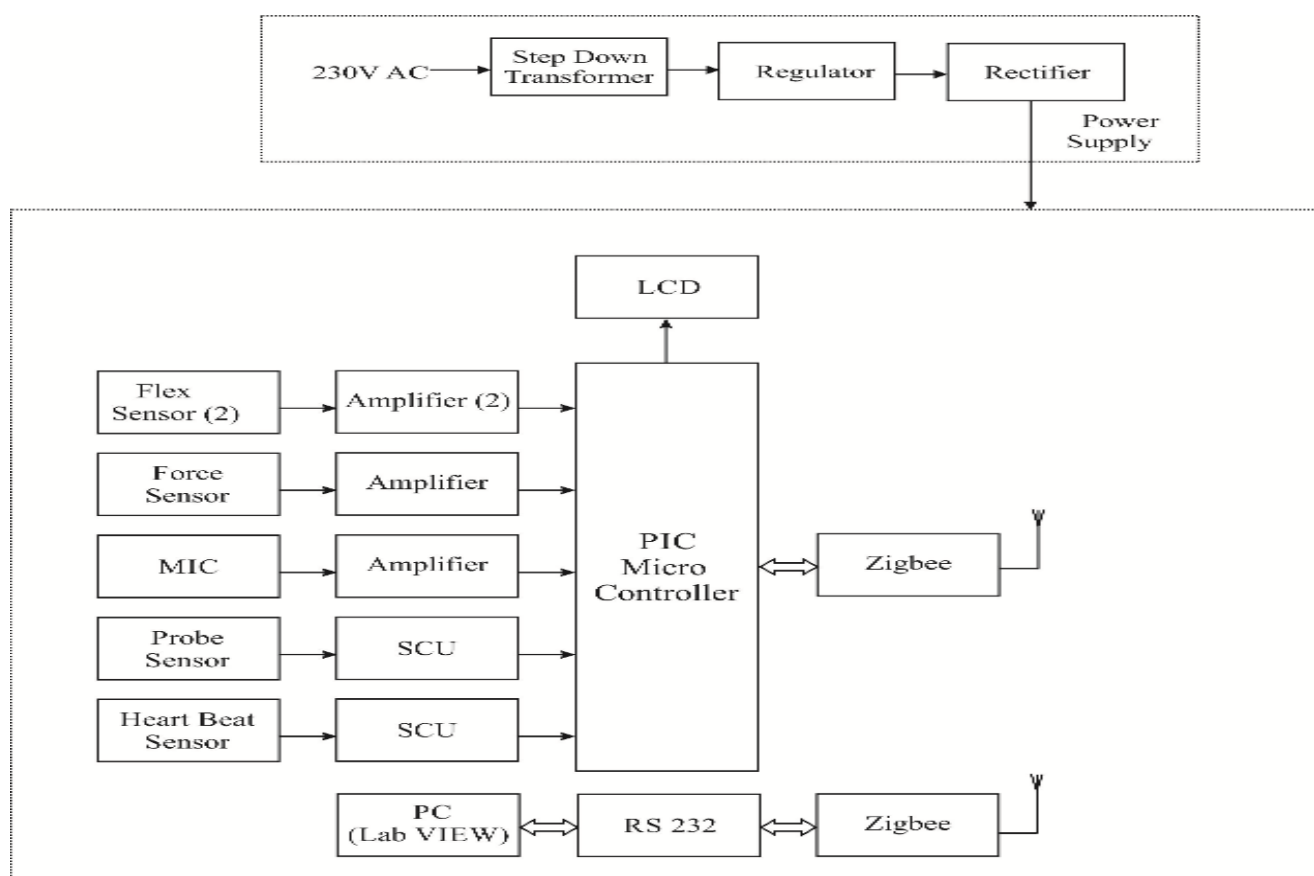 230V AC
Step Down
Transformer
Regulator
Rectifier
Power
Supply
LCD
Flex
Sensor (2)
Amplifier (2)
Force
Sensor
Amplifier
MIC
Amplifier
PIC
Micro
Controller
Zigbee
Probe
Sensor
SCU
Heart Beat
Sensor
SCU
PC
(Lab VIEW)
RS 232
Zigbee